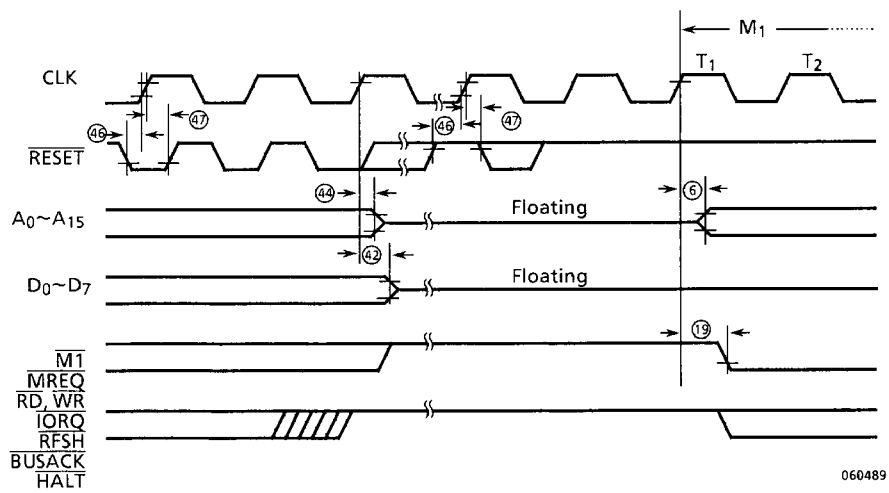 M₁
CLK
T₁ T₂
46 47 46 47
RESET
44 6
A₀~A₁₅
Floating
42
D₀~D₇
Floating
19
M1
MREQ
RD, WR
IORQ
RFSH
BUSACK
HALT
060489